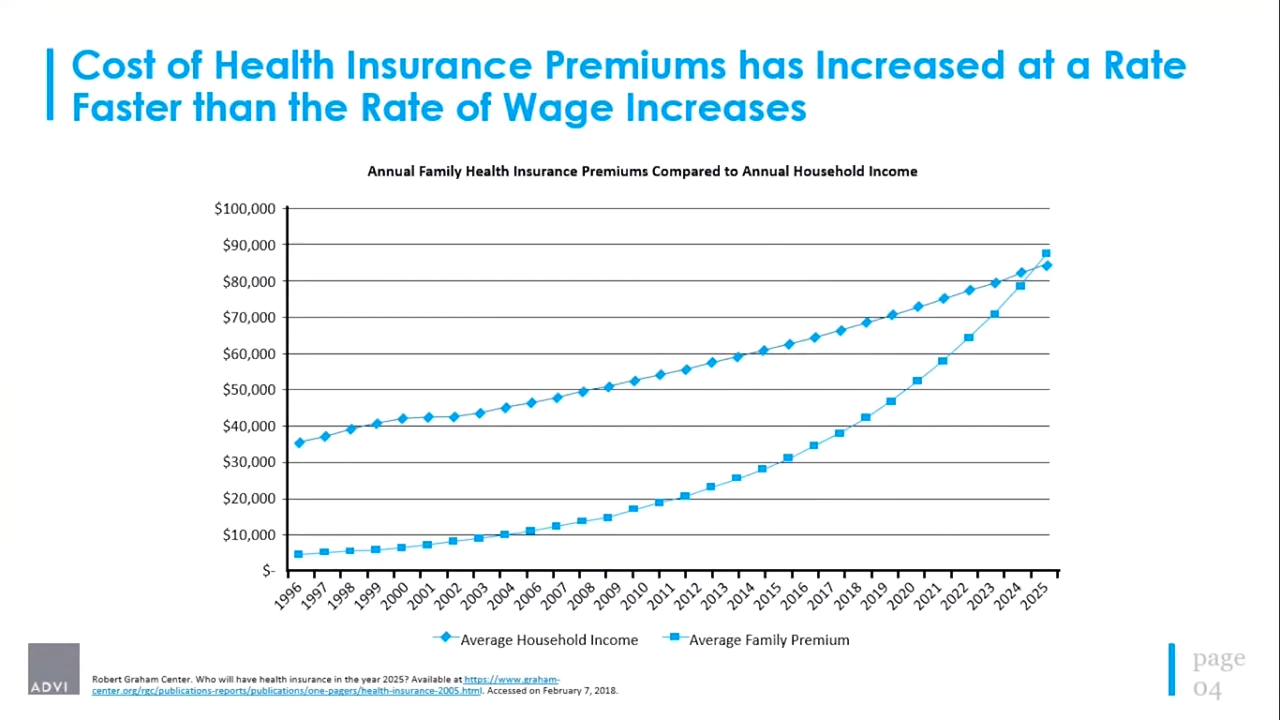 Cost of Health Insurance Premiums has Increased at a Rate
Faster than the Rate of Wage Increases
Annual Family Health Insurance Premiums Compared to Annual Household Income
$100,000
$90,000
$80,000
$70,000
$60,000
$50,000
$40,000
$30,000
$20,000
$10,000
$-
1996 1997 1998 1999 2000 2001 2002 2003 2004 2006 2007 2008 2009 2010 2011 2012 2013 2014 2015 2016 2017 2018 2019 2020 2021 2022 2023 2024 2025
Average Household Income Average Family Premium
ADVI
Robert Graham Center. Who will have health insurance in the year 2025? Available at https://www.graham-
center.org/rgc/publications-reports/publications/one-pagers/health-insurance-2005.html. Accessed on February 7, 2018.
page
04